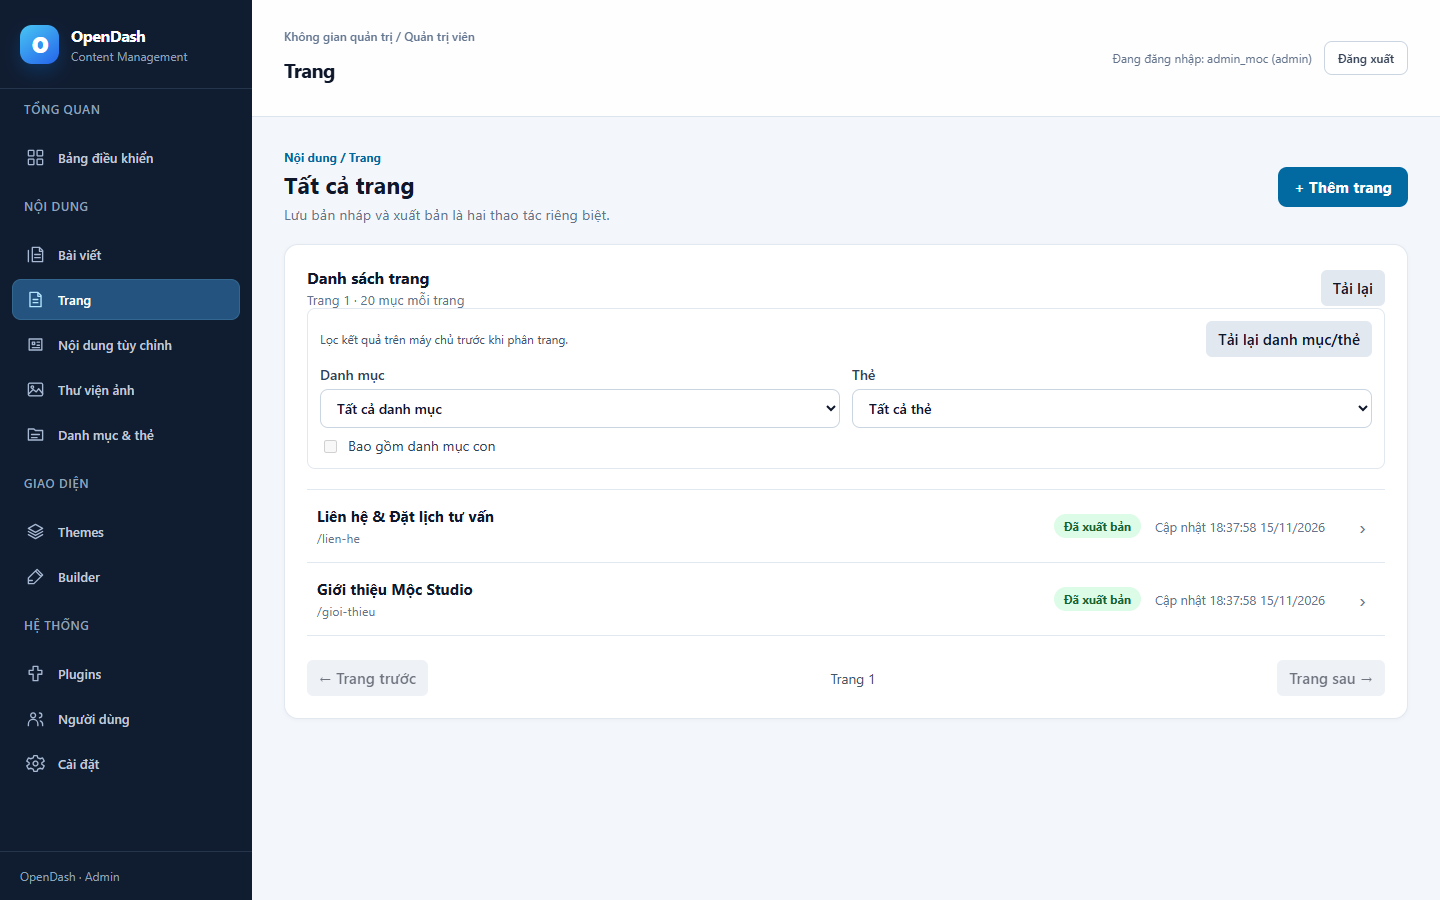 O
OpenDash
Content Management
TỔNG QUAN
Bảng điều khiển
NỘI DUNG
Bài viết
Trang
Nội dung tùy chỉnh
Thư viện ảnh
Danh mục & thẻ
GIAO DIỆN
Themes
Builder
HỆ THỐNG
Plugins
Người dùng
Cài đặt
OpenDash · Admin
Không gian quản trị / Quản trị viên
Trang
Đang đăng nhập: admin_moc (admin)
Đăng xuất
Nội dung / Trang
Tất cả trang
Lưu bản nháp và xuất bản là hai thao tác riêng biệt.
+ Thêm trang
Danh sách trang
Trang 1 · 20 mục mỗi trang
Tải lại
Lọc kết quả trên máy chủ trước khi phân trang.
Tải lại danh mục/thẻ
Danh mục
Thẻ
Tất cả danh mục
Tất cả thẻ
Bao gồm danh mục con
Liên hệ & Đặt lịch tư vấn
/lien-he
Đã xuất bản
Cập nhật 18:37:58 15/11/2026
›
Giới thiệu Mộc Studio
/gioi-thieu
Đã xuất bản
Cập nhật 18:37:58 15/11/2026
›
← Trang trước
Trang 1
Trang sau →